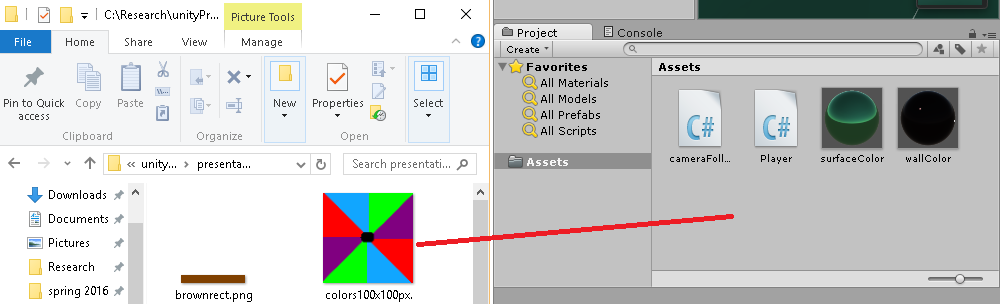 C:\Research\unityPr...
Picture Tools
File
Home
Share
View
Manage
Pin to Quick
access
Copy
Paste
Clipboard
Organize
New
Properties
Open
Select
« unity...
presenta...
Search presentati...
Downloads
Documents
Pictures
Research
spring 2016
brownrect.png
colors100x100px.
Project
Console
Create
Favorites
All Materials
All Models
All Prefabs
All Scripts
Assets
Assets
C#
C#
cameraFoll...
Player
surfaceColor
wallColor